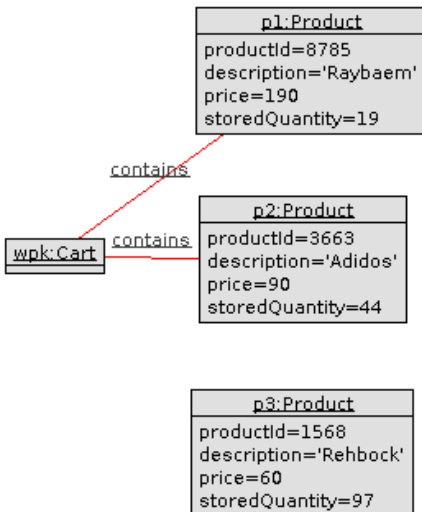 p1:Product
productId=8785
description='Raybaem'
price=190
storedQuantity=19
contains
p2:Product
contains
productId=3663
wpk:Cart
description='Adidos'
price=90
storedQuantity=44
p3:Product
productId=1568
description='Rehbock'
price=60
storedQuantity=97